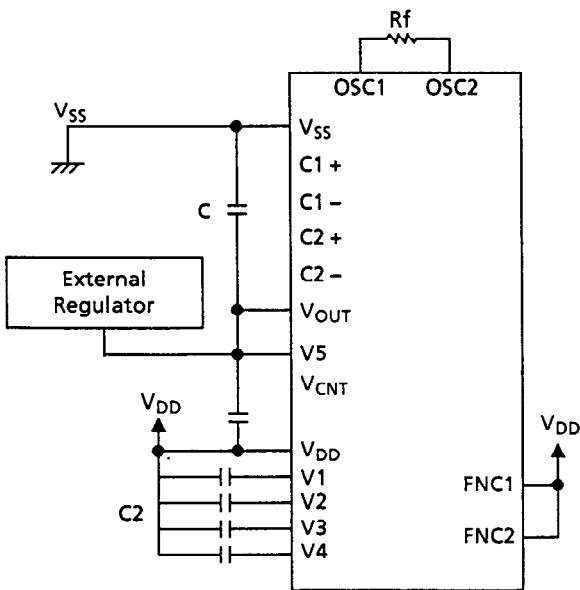 Rf
OSC1 OSC2
VSS
VSS
C1 +
C1 −
C
C2 +
C2 −
External
Regulator
VOUT
V5
VCNT
VDD
VDD
VDD
V1
FNC1
V2
C2
V3
FNC2
V4